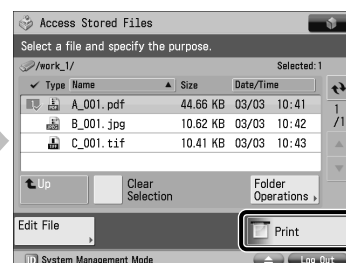 Access Stored Files
Select a file and specify the purpose.
/work_1/ Selected:1
Type Name Size Date/Time
A_001.pdf 44.66 KB 03/03 10:41
B_001.jpg 10.62 KB 03/03 10:42
C_001.tif 10.41 KB 03/03 10:43
1
/1
Up Clear Selection Folder Operations
Edit File Print
ID System Management Mode Log Out